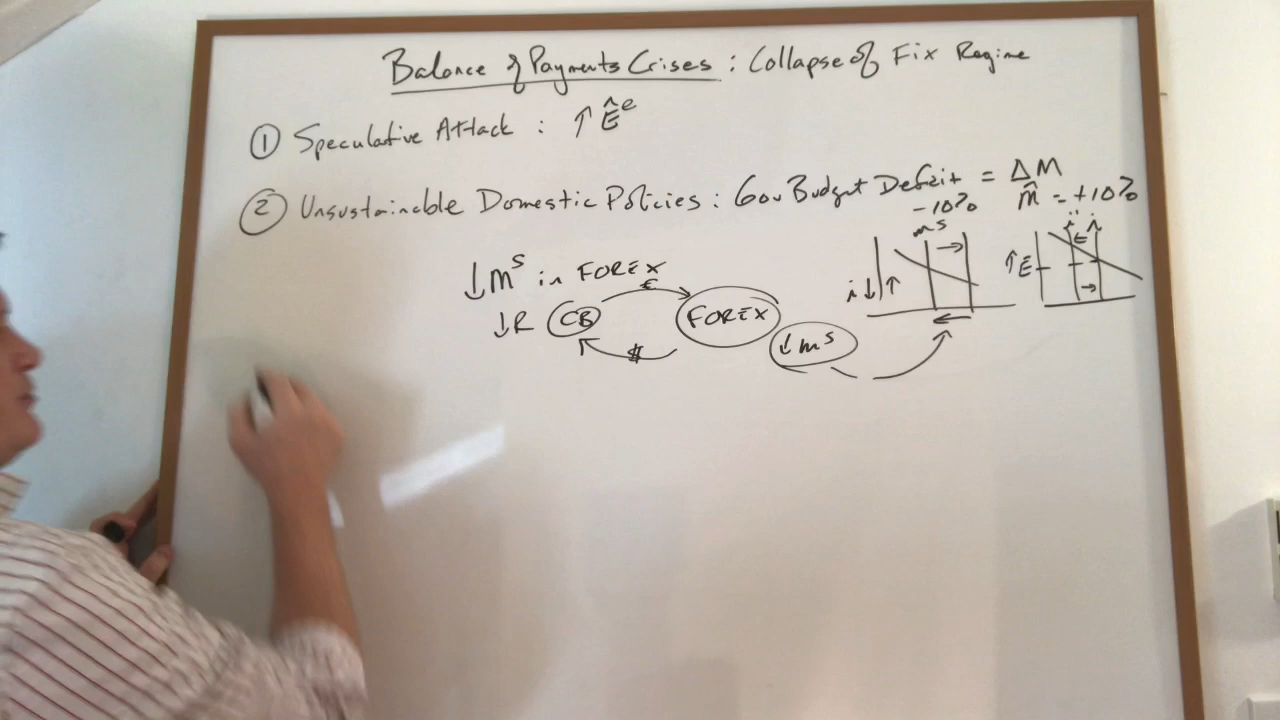 Balance of Payments Crises : Collapse of Fix Regime
① Speculative Attack : ↑ Ê^e
② Unsustainable Domestic Policies : Gov Budget Deficit = ΔM
-10% M̂ = +10%
m^s
↓m^s in FOREX
i ↓ ↑ ↑E
€
↓R CB FOREX
↓m^s
$